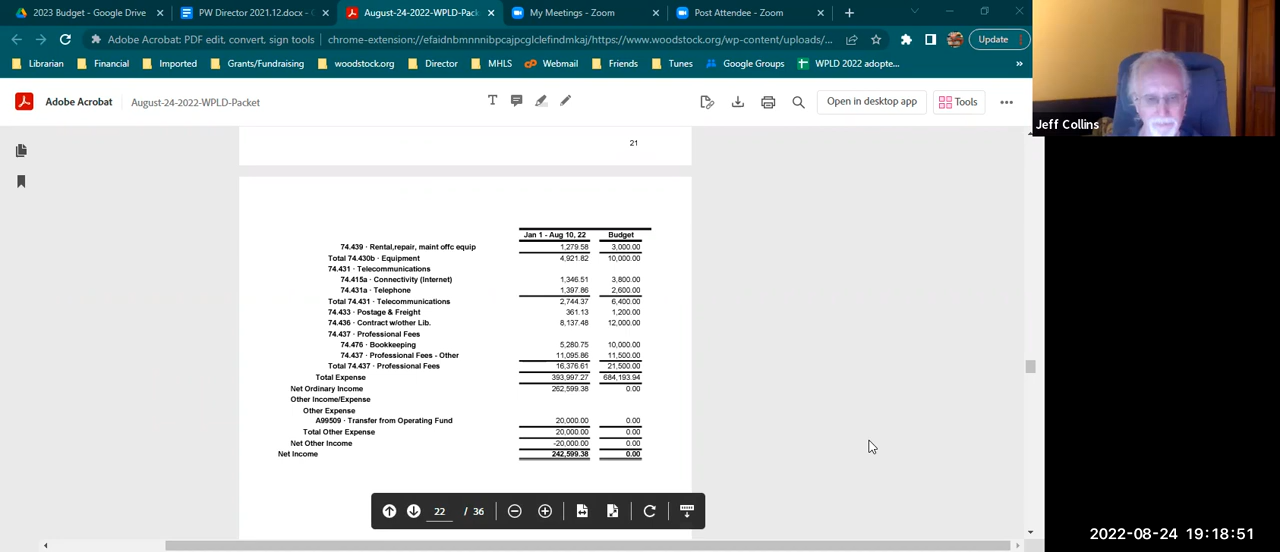 2023 Budget - Google Drive
PW Director 2021.12.docx -
August-24-2022-WPLD-Pack
My Meetings - Zoom
Post Attendee - Zoom
Adobe Acrobat: PDF edit, convert, sign tools
chrome-extension://efaidnbmnnnibpcajpcglclefindmkaj/https://www.woodstock.org/wp-content/uploads/...
Update
Librarian
Financial
Imported
Grants/Fundraising
woodstock.org
Director
MHLS
Webmail
Friends
Tunes
Google Groups
WPLD 2022 adopte...
»
Adobe Acrobat
August-24-2022-WPLD-Packet
Open in desktop app
Tools
Jeff Collins
21
Jan 1 - Aug 10, 22 Budget
74.439 · Rental,repair, maint offc equip 1,279.58 3,000.00
Total 74.430b · Equipment 4,921.82 10,000.00
74.431 · Telecommunications
74.415a · Connectivity (Internet) 1,346.51 3,800.00
74.431a · Telephone 1,397.86 2,600.00
Total 74.431 · Telecommunications 2,744.37 6,400.00
74.433 · Postage & Freight 361.13 1,200.00
74.436 · Contract w/other Lib. 8,137.48 12,000.00
74.437 · Professional Fees
74.476 · Bookkeeping 5,280.75 10,000.00
74.437 · Professional Fees - Other 11,095.86 11,500.00
Total 74.437 · Professional Fees 16,376.61 21,500.00
Total Expense 393,997.27 684,193.94
Net Ordinary Income 262,599.38 0.00
Other Income/Expense
Other Expense
A99509 · Transfer from Operating Fund 20,000.00 0.00
Total Other Expense 20,000.00 0.00
Net Other Income -20,000.00 0.00
Net Income 242,599.38 0.00
22 / 36
2022-08-24 19:18:51